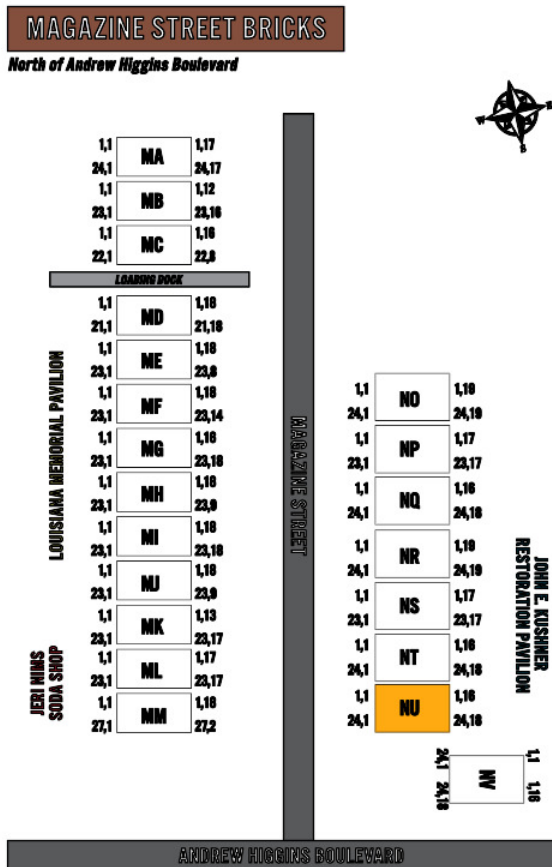 MAGAZINE STREET BRICKS
North of Andrew Higgins Boulevard
N
W
E
S
1,1 MA 1,17
24,1 24,17
1,1 MB 1,12
23,1 23,16
1,1 MC 1,16
22,1 22,8
LOADING DOCK
1,1 MD 1,18
21,1 21,18
1,1 ME 1,18
23,1 23,8
1,1 MF 1,18
23,1 23,14
1,1 MG 1,16
23,1 23,18
1,1 MH 1,18
23,1 23,9
1,1 MI 1,18
23,1 23,18
1,1 MJ 1,18
23,1 23,9
1,1 MK 1,13
23,1 23,17
1,1 ML 1,17
23,1 23,17
1,1 MM 1,18
27,1 27,2
LOUISIANA MEMORIAL PAVILION
JERI NIMS
SODA SHOP
MAGAZINE STREET
1,1 NO 1,19
24,1 24,19
1,1 NP 1,17
23,1 23,17
1,1 NQ 1,16
24,1 24,18
1,1 NR 1,19
24,1 24,19
1,1 NS 1,17
23,1 23,17
1,1 NT 1,16
24,1 24,18
1,1 NU 1,16
24,1 24,18
JOHN E. KUSHNER
RESTORATION PAVILION
24,1 NV 1,1
24,18 1,16
ANDREW HIGGINS BOULEVARD